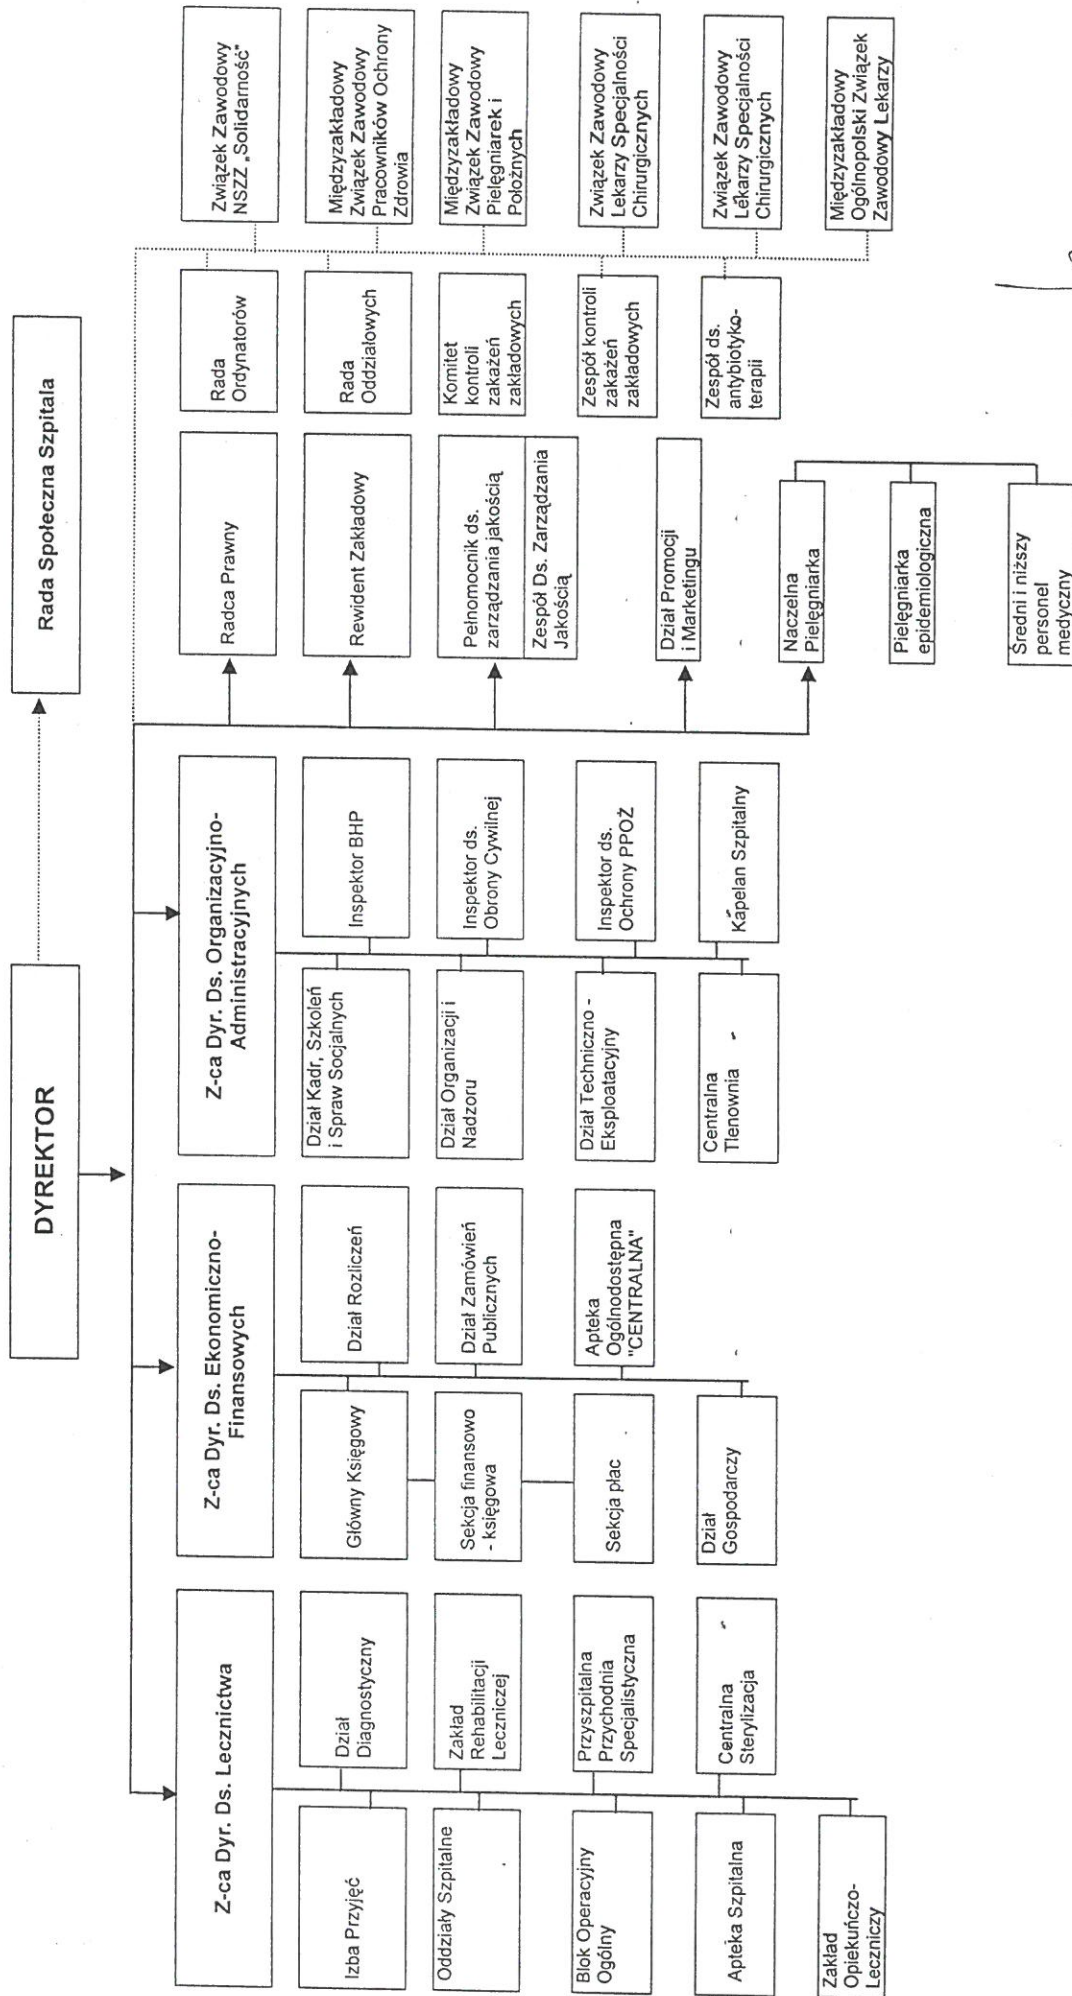 DYREKTOR
Rada Społeczna Szpitala
Z-ca Dyr. Ds. Lecznictwa
Izba Przyjęć
Dział
Diagnostyczny
Oddziały Szpitalne
Zakład
Rehabilitacji
Leczniczej
Blok Operacyjny
Ogólny
Przyszpitalna
Przychodnia
Specjalistyczna
Apteka Szpitalna
Centralna
Sterylizacja
Zakład
Opiekuńczo-
Leczniczy
Z-ca Dyr. Ds. Ekonomiczno-
Finansowych
Główny Księgowy
Dział Rozliczeń
Sekcja finansowo
- księgowa
Dział Zamówień
Publicznych
Sekcja płac
Apteka
Ogólnodostępna
"CENTRALNA"
Dział
Gospodarczy
Z-ca Dyr. Ds. Organizacyjno-
Administracyjnych
Dział Kadr, Szkoleń
i Spraw Socjalnych
Inspektor BHP
Dział Organizacji i
Nadzoru
Inspektor ds.
Obrony Cywilnej
Dział Techniczno -
Eksploatacyjny
Inspektor ds.
Ochrony PPOŻ
Centralna
Tlenownia
Kapelan Szpitalny
Radca Prawny
Rewident Zakładowy
Pełnomocnik ds.
zarządzania jakością
Zespół Ds. Zarządzania
Jakością
Dział Promocji
i Marketingu
Naczelna
Pielęgniarka
Pielęgniarka
epidemiologiczna
Średni i niższy
personel
medyczny
Rada
Ordynatorów
Rada
Oddziałowych
Komitet
kontroli
zakażeń
zakładowych
Zespół kontroli
zakażeń
zakładowych
Zespół ds.
antybiotyko-
terapii
Związek Zawodowy
NSZZ „Solidarność"
Międzyzakładowy
Związek Zawodowy
Pracowników Ochrony
Zdrowia
Międzyzakładowy
Związek Zawodowy
Pielęgniarek i
Położnych
Związek Zawodowy
Lekarzy Specjalności
Chirurgicznych
Związek Zawodowy
Lekarzy Specjalności
Chirurgicznych
Międzyzakładowy
Ogólnopolski Związek
Zawodowy Lekarzy